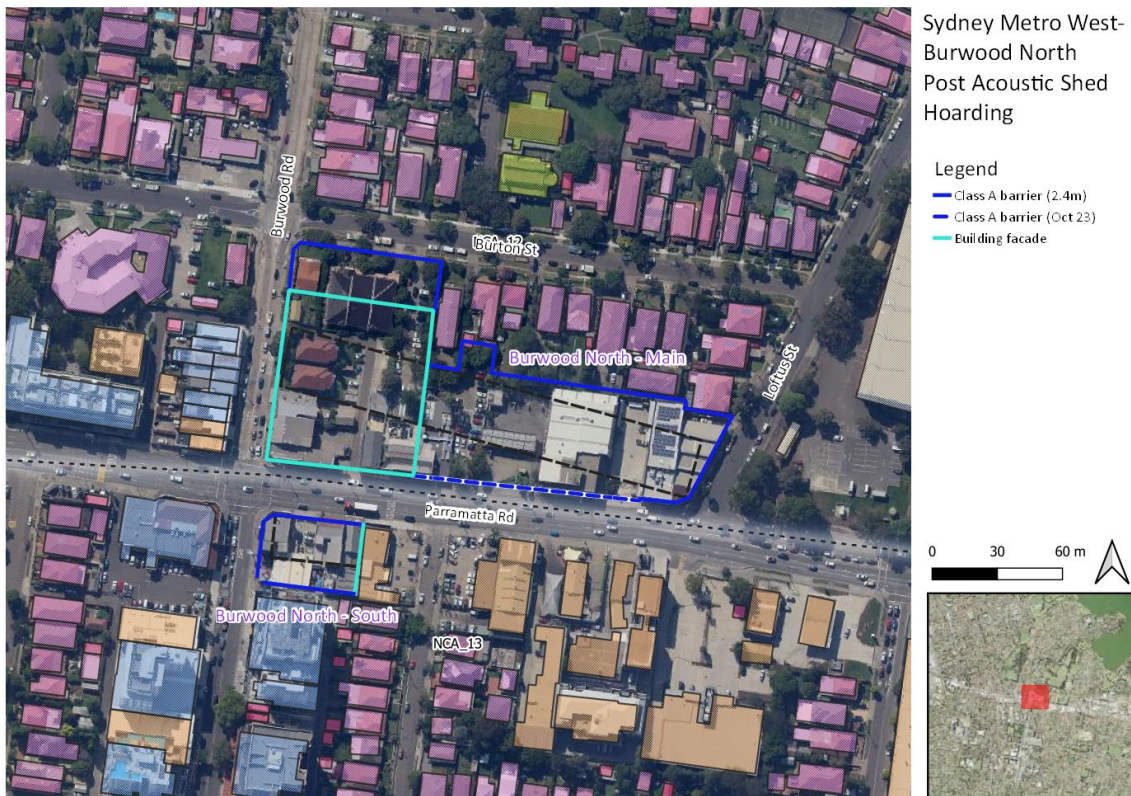 Sydney Metro West-
Burwood North
Post Acoustic Shed
Hoarding
Legend
Class A barrier (2.4m)
Class A barrier (Oct 23)
Building facade
Burwood Rd
Burton St
Burwood North - Main
Loftus St
Parramatta Rd
Burwood North - South
NCA_13
0 30 60 m